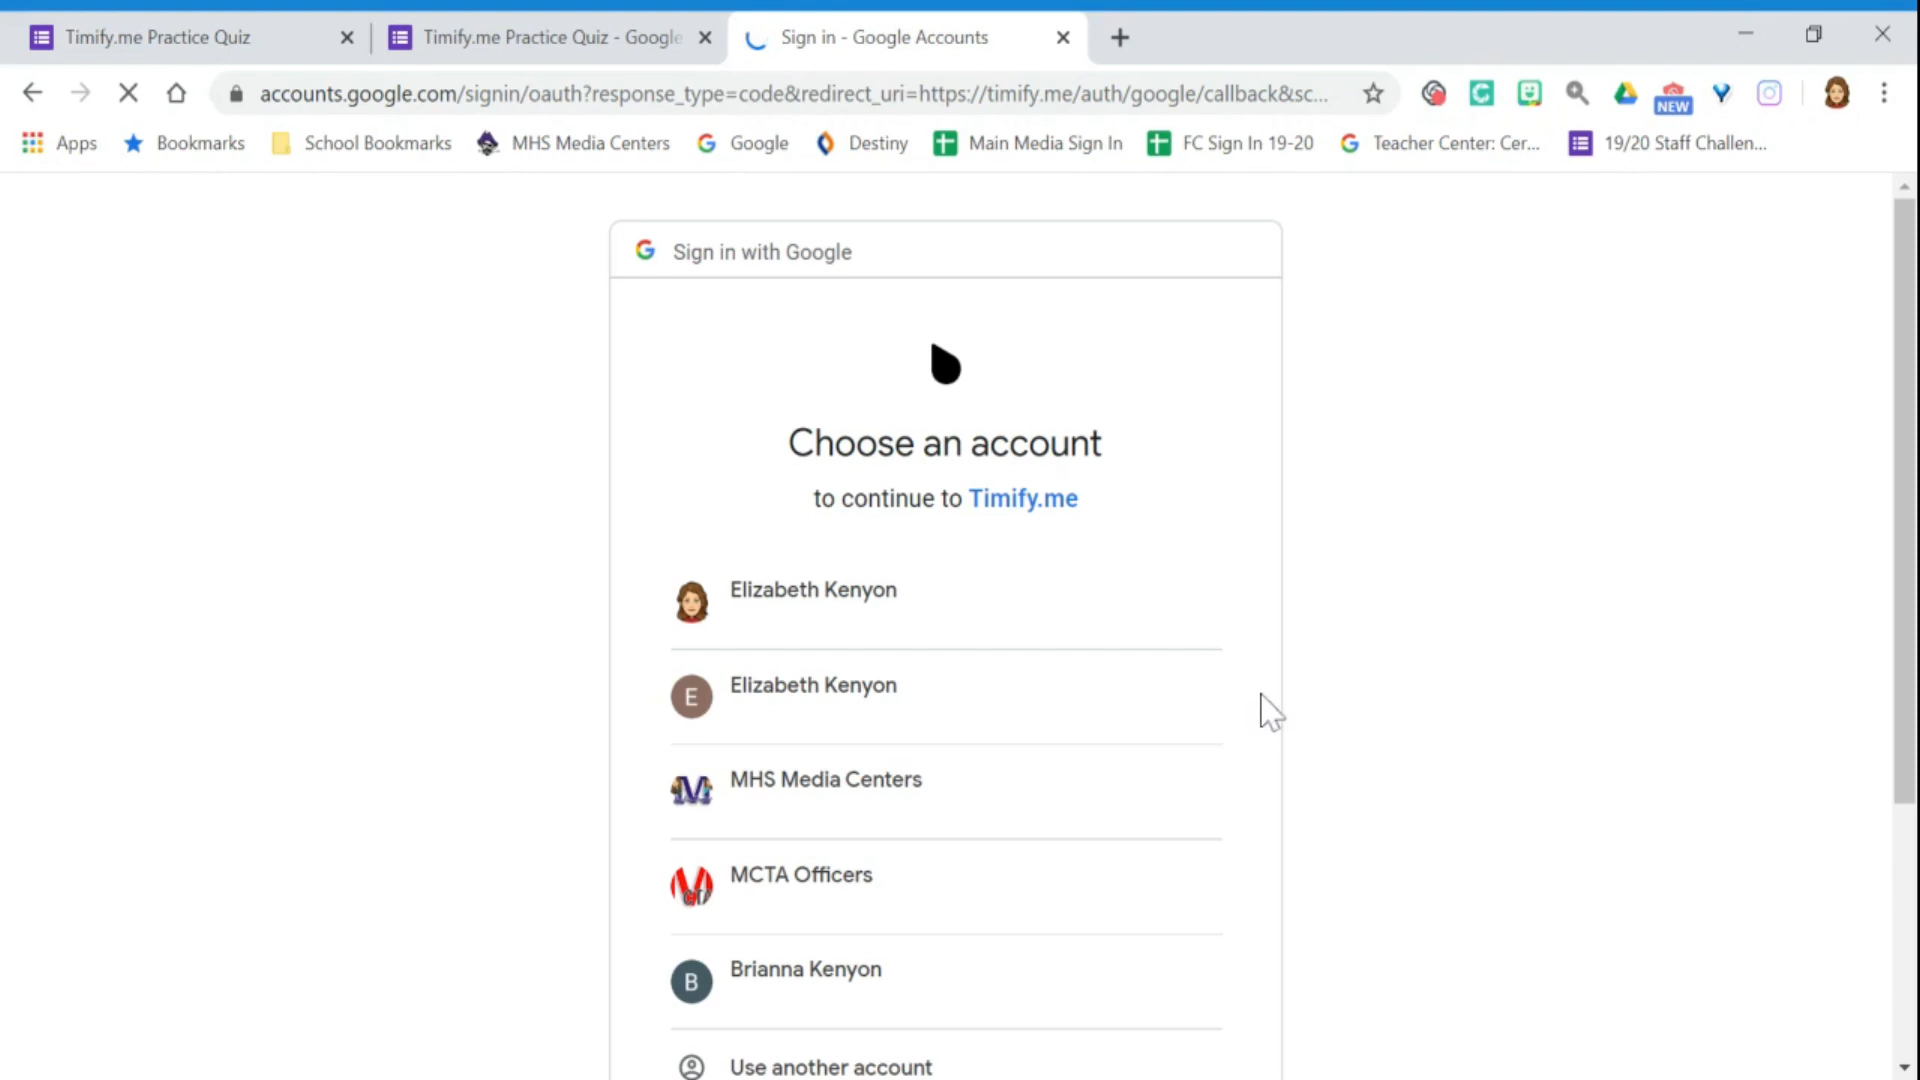 Timify.me Practice Quiz
Timify.me Practice Quiz - Google
Sign in - Google Accounts
accounts.google.com/signin/oauth?response_type=code&redirect_uri=https://timify.me/auth/google/callback&sc...
NEW
Apps
Bookmarks
School Bookmarks
MHS Media Centers
Google
Destiny
Main Media Sign In
FC Sign In 19-20
Teacher Center: Cer...
19/20 Staff Challen...
Sign in with Google
Choose an account
to continue to Timify.me
Elizabeth Kenyon
E
Elizabeth Kenyon
MHS Media Centers
MCTA Officers
B
Brianna Kenyon
Use another account